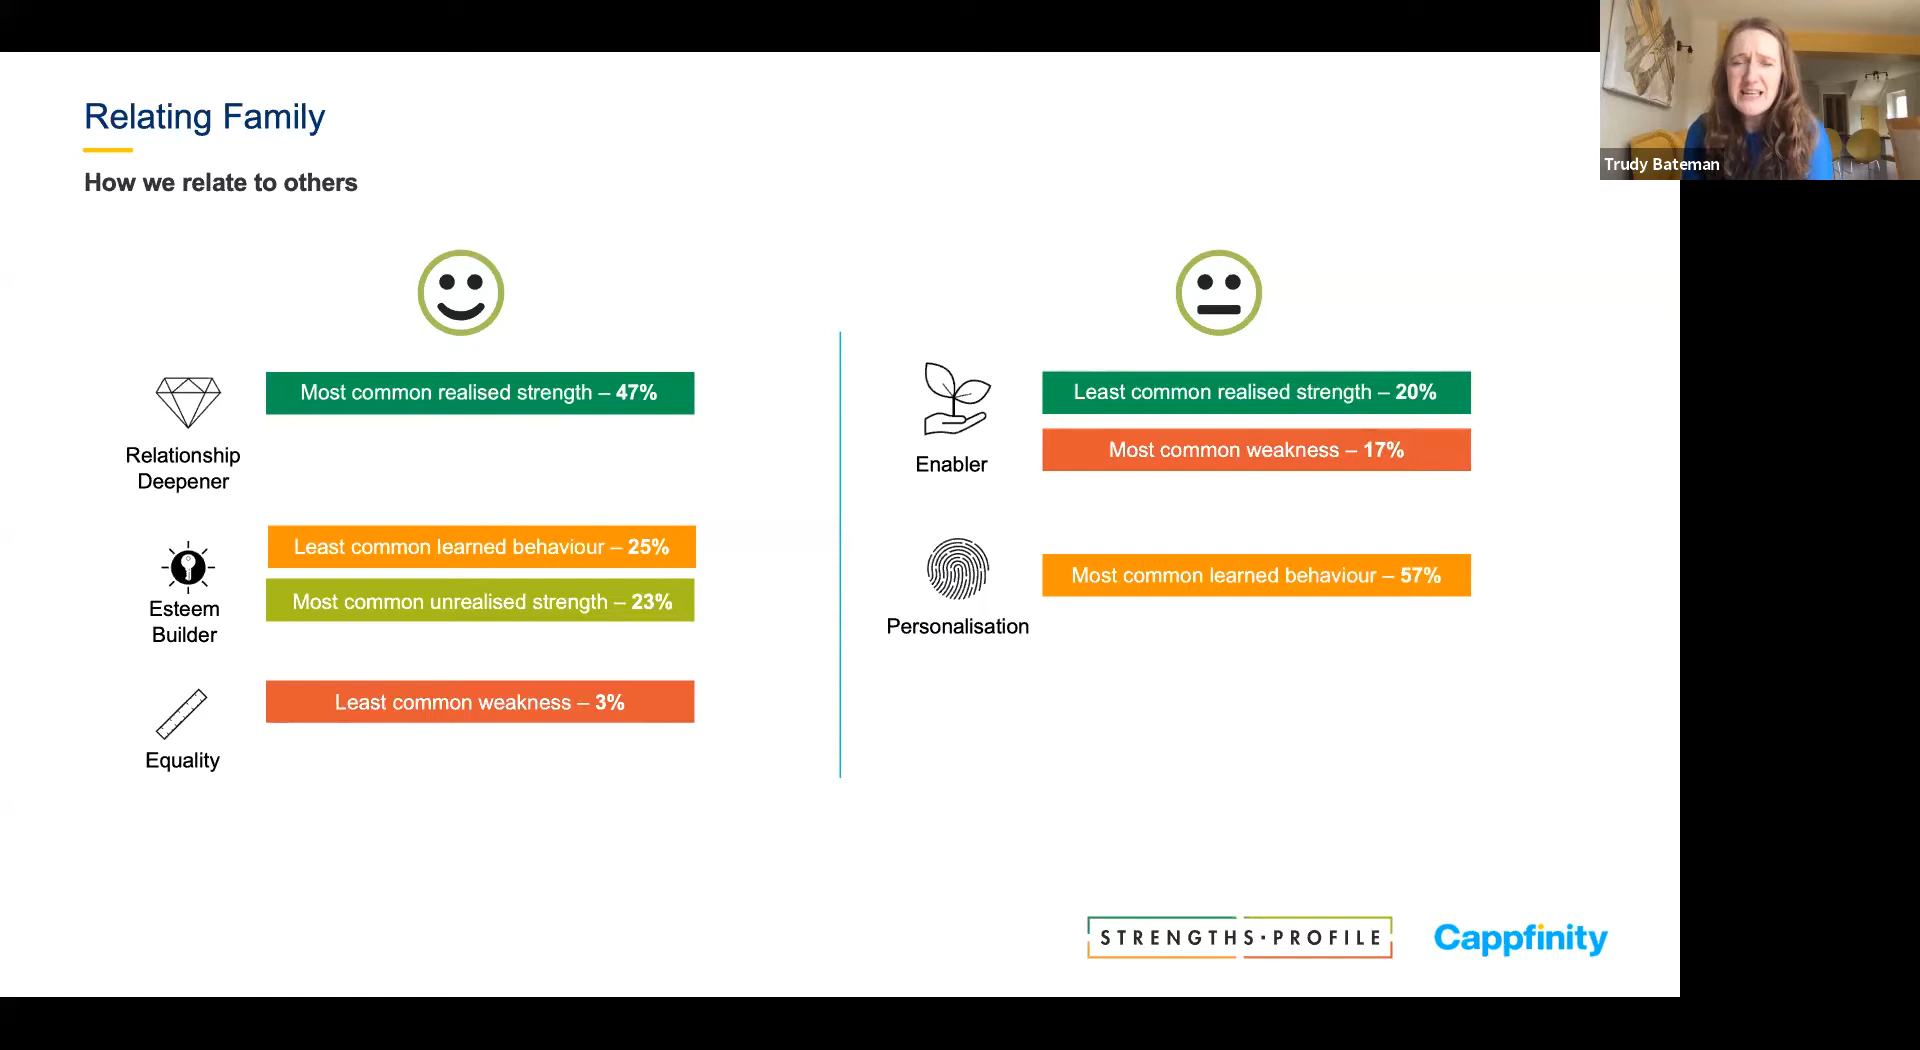 Relating Family
How we relate to others
Relationship
Deepener
Most common realised strength – 47%
Esteem
Builder
Least common learned behaviour – 25%
Most common unrealised strength – 23%
Equality
Least common weakness – 3%
Enabler
Least common realised strength – 20%
Most common weakness – 17%
Personalisation
Most common learned behaviour – 57%
STRENGTHS·PROFILE
Cappfinity
Trudy Bateman